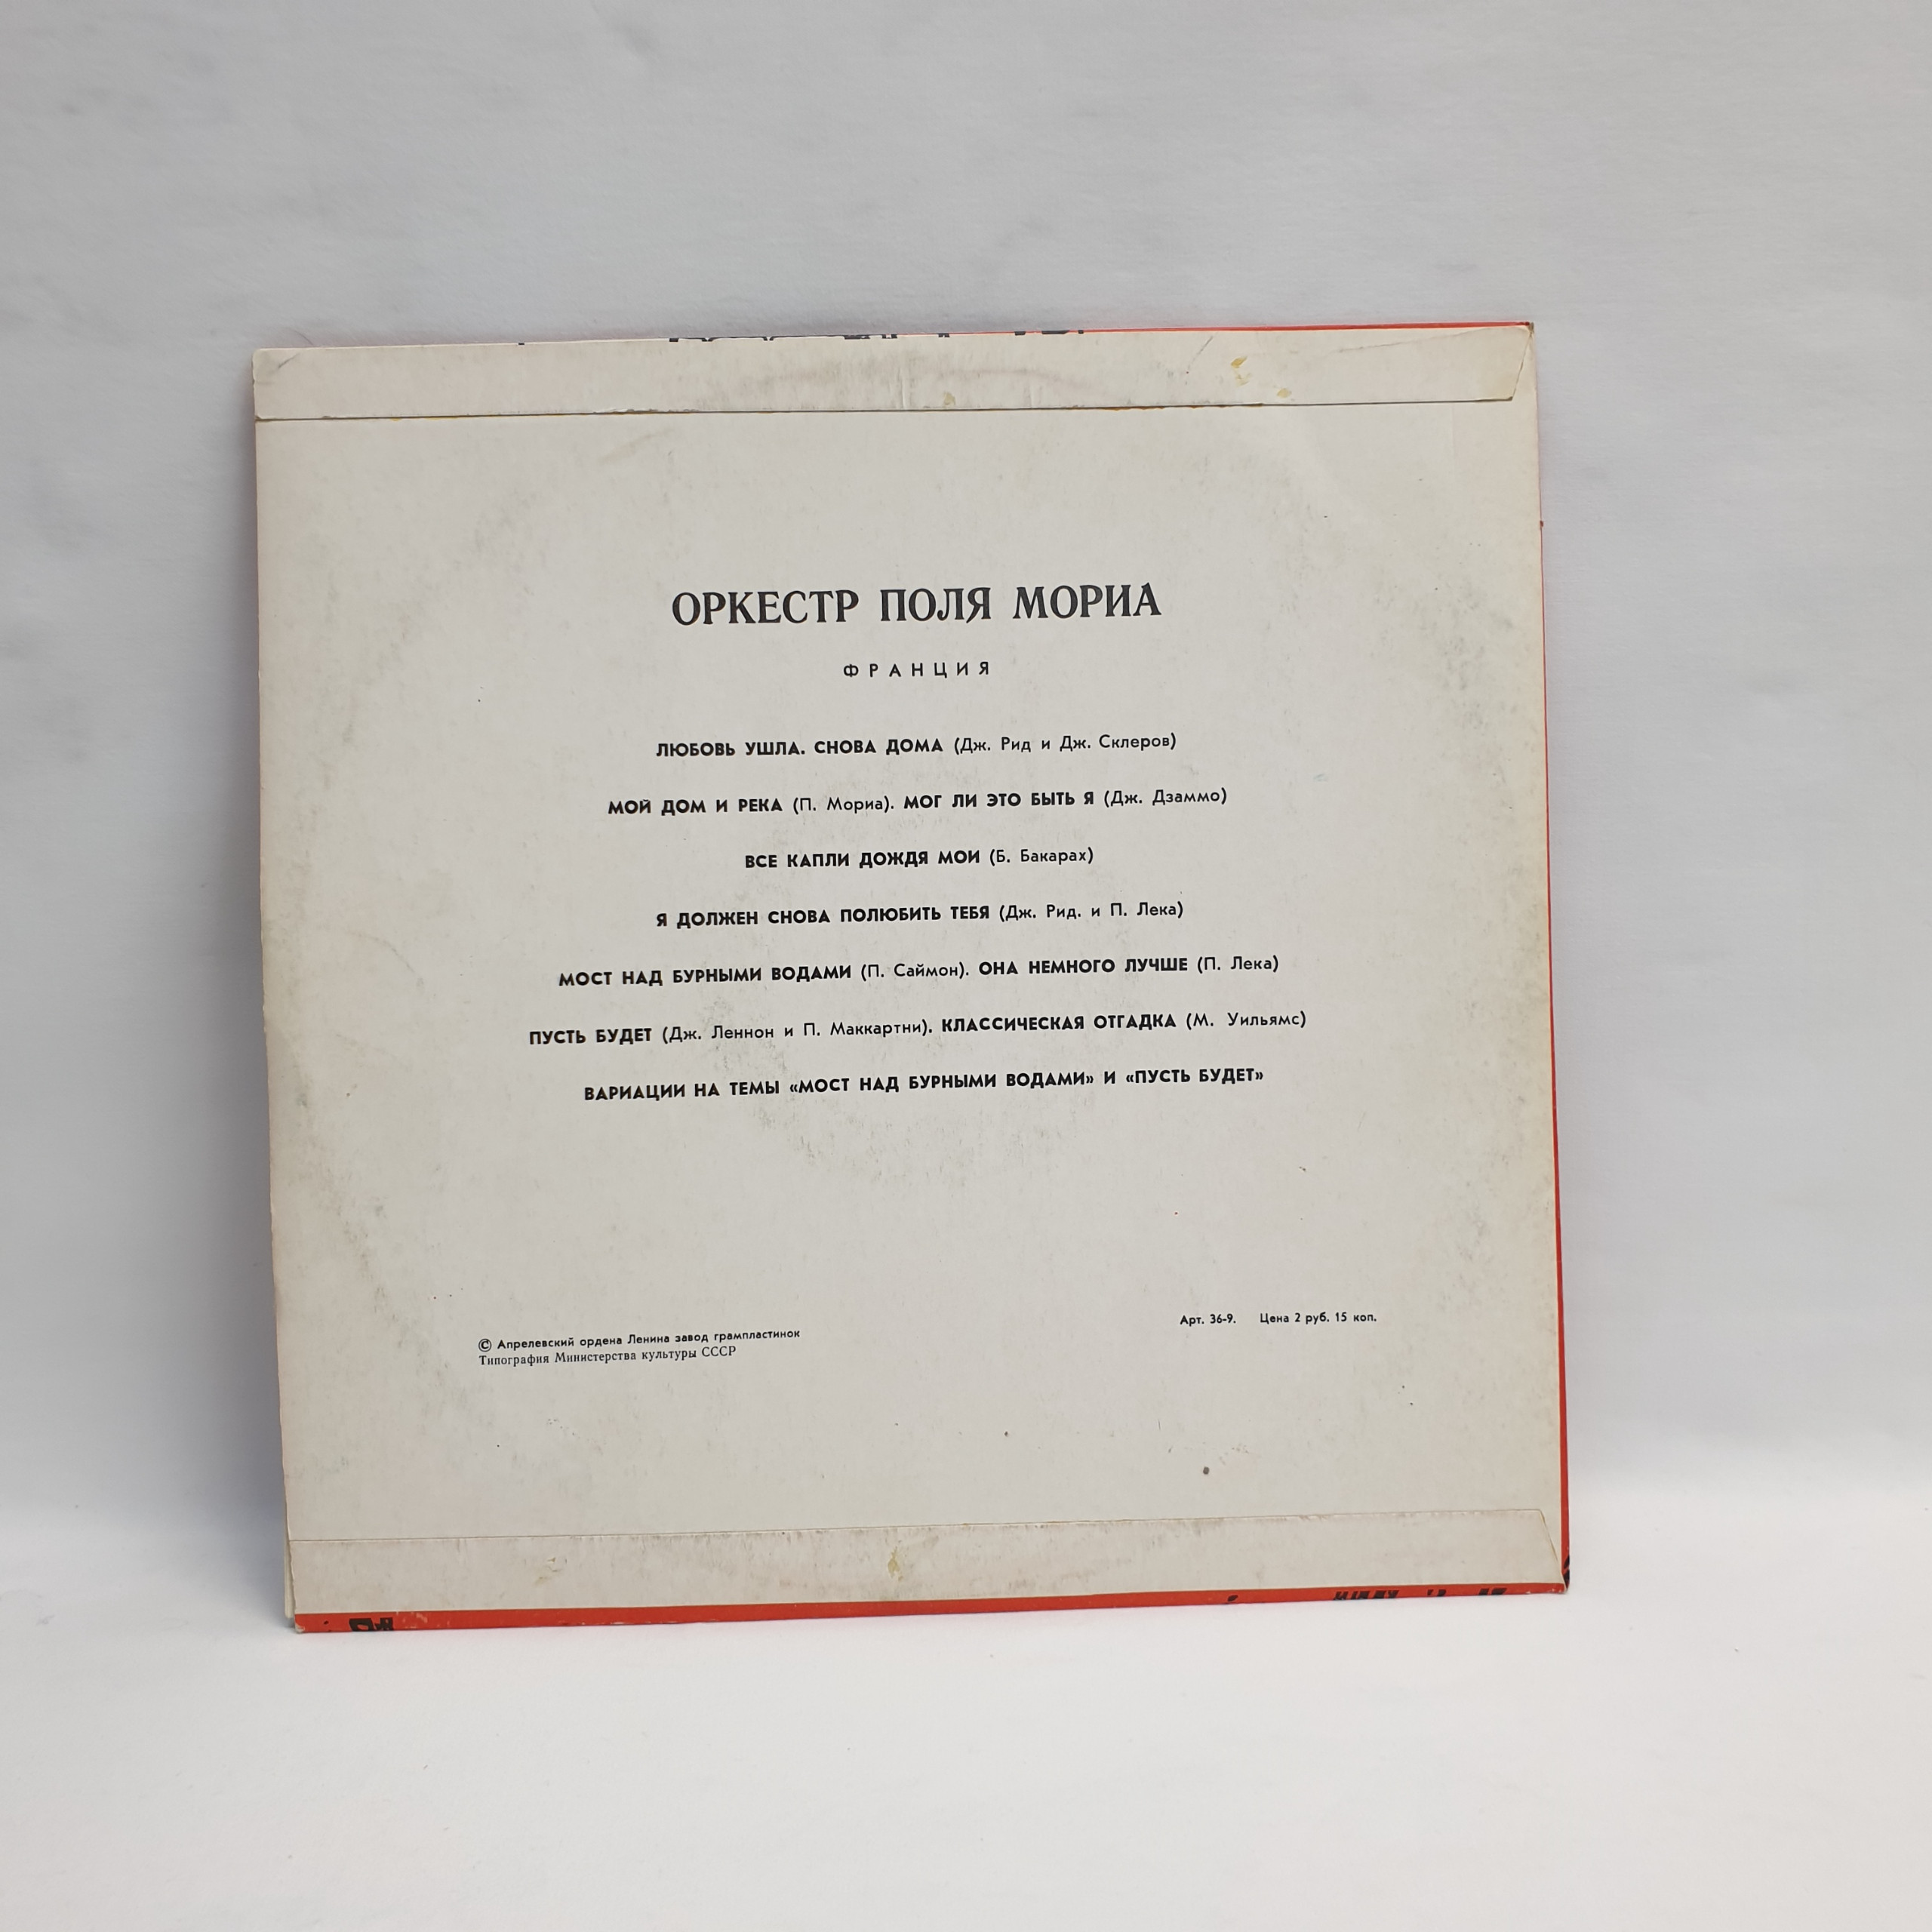 ОРКЕСТР ПОЛЯ МОРИА
ФРАНЦИЯ
ЛЮБОВЬ УШЛА. СНОВА ДОМА (Дж. Рид и Дж. Склеров)
МОЙ ДОМ И РЕКА (П. Мориа). МОГ ЛИ ЭТО БЫТЬ Я (Дж. Дзаммо)
ВСЕ КАПЛИ ДОЖДЯ МОИ (Б. Бакарах)
Я ДОЛЖЕН СНОВА ПОЛЮБИТЬ ТЕБЯ (Дж. Рид. и П. Лека)
МОСТ НАД БУРНЫМИ ВОДАМИ (П. Саймон). ОНА НЕМНОГО ЛУЧШЕ (П. Лека)
ПУСТЬ БУДЕТ (Дж. Леннон и П. Маккартни). КЛАССИЧЕСКАЯ ОТГАДКА (М. Уильямс)
ВАРИАЦИИ НА ТЕМЫ «МОСТ НАД БУРНЫМИ ВОДАМИ» И «ПУСТЬ БУДЕТ»
Арт. 36-9. Цена 2 руб. 15 коп.
© Апрелевский ордена Ленина завод грампластинок
Типография Министерства культуры СССР